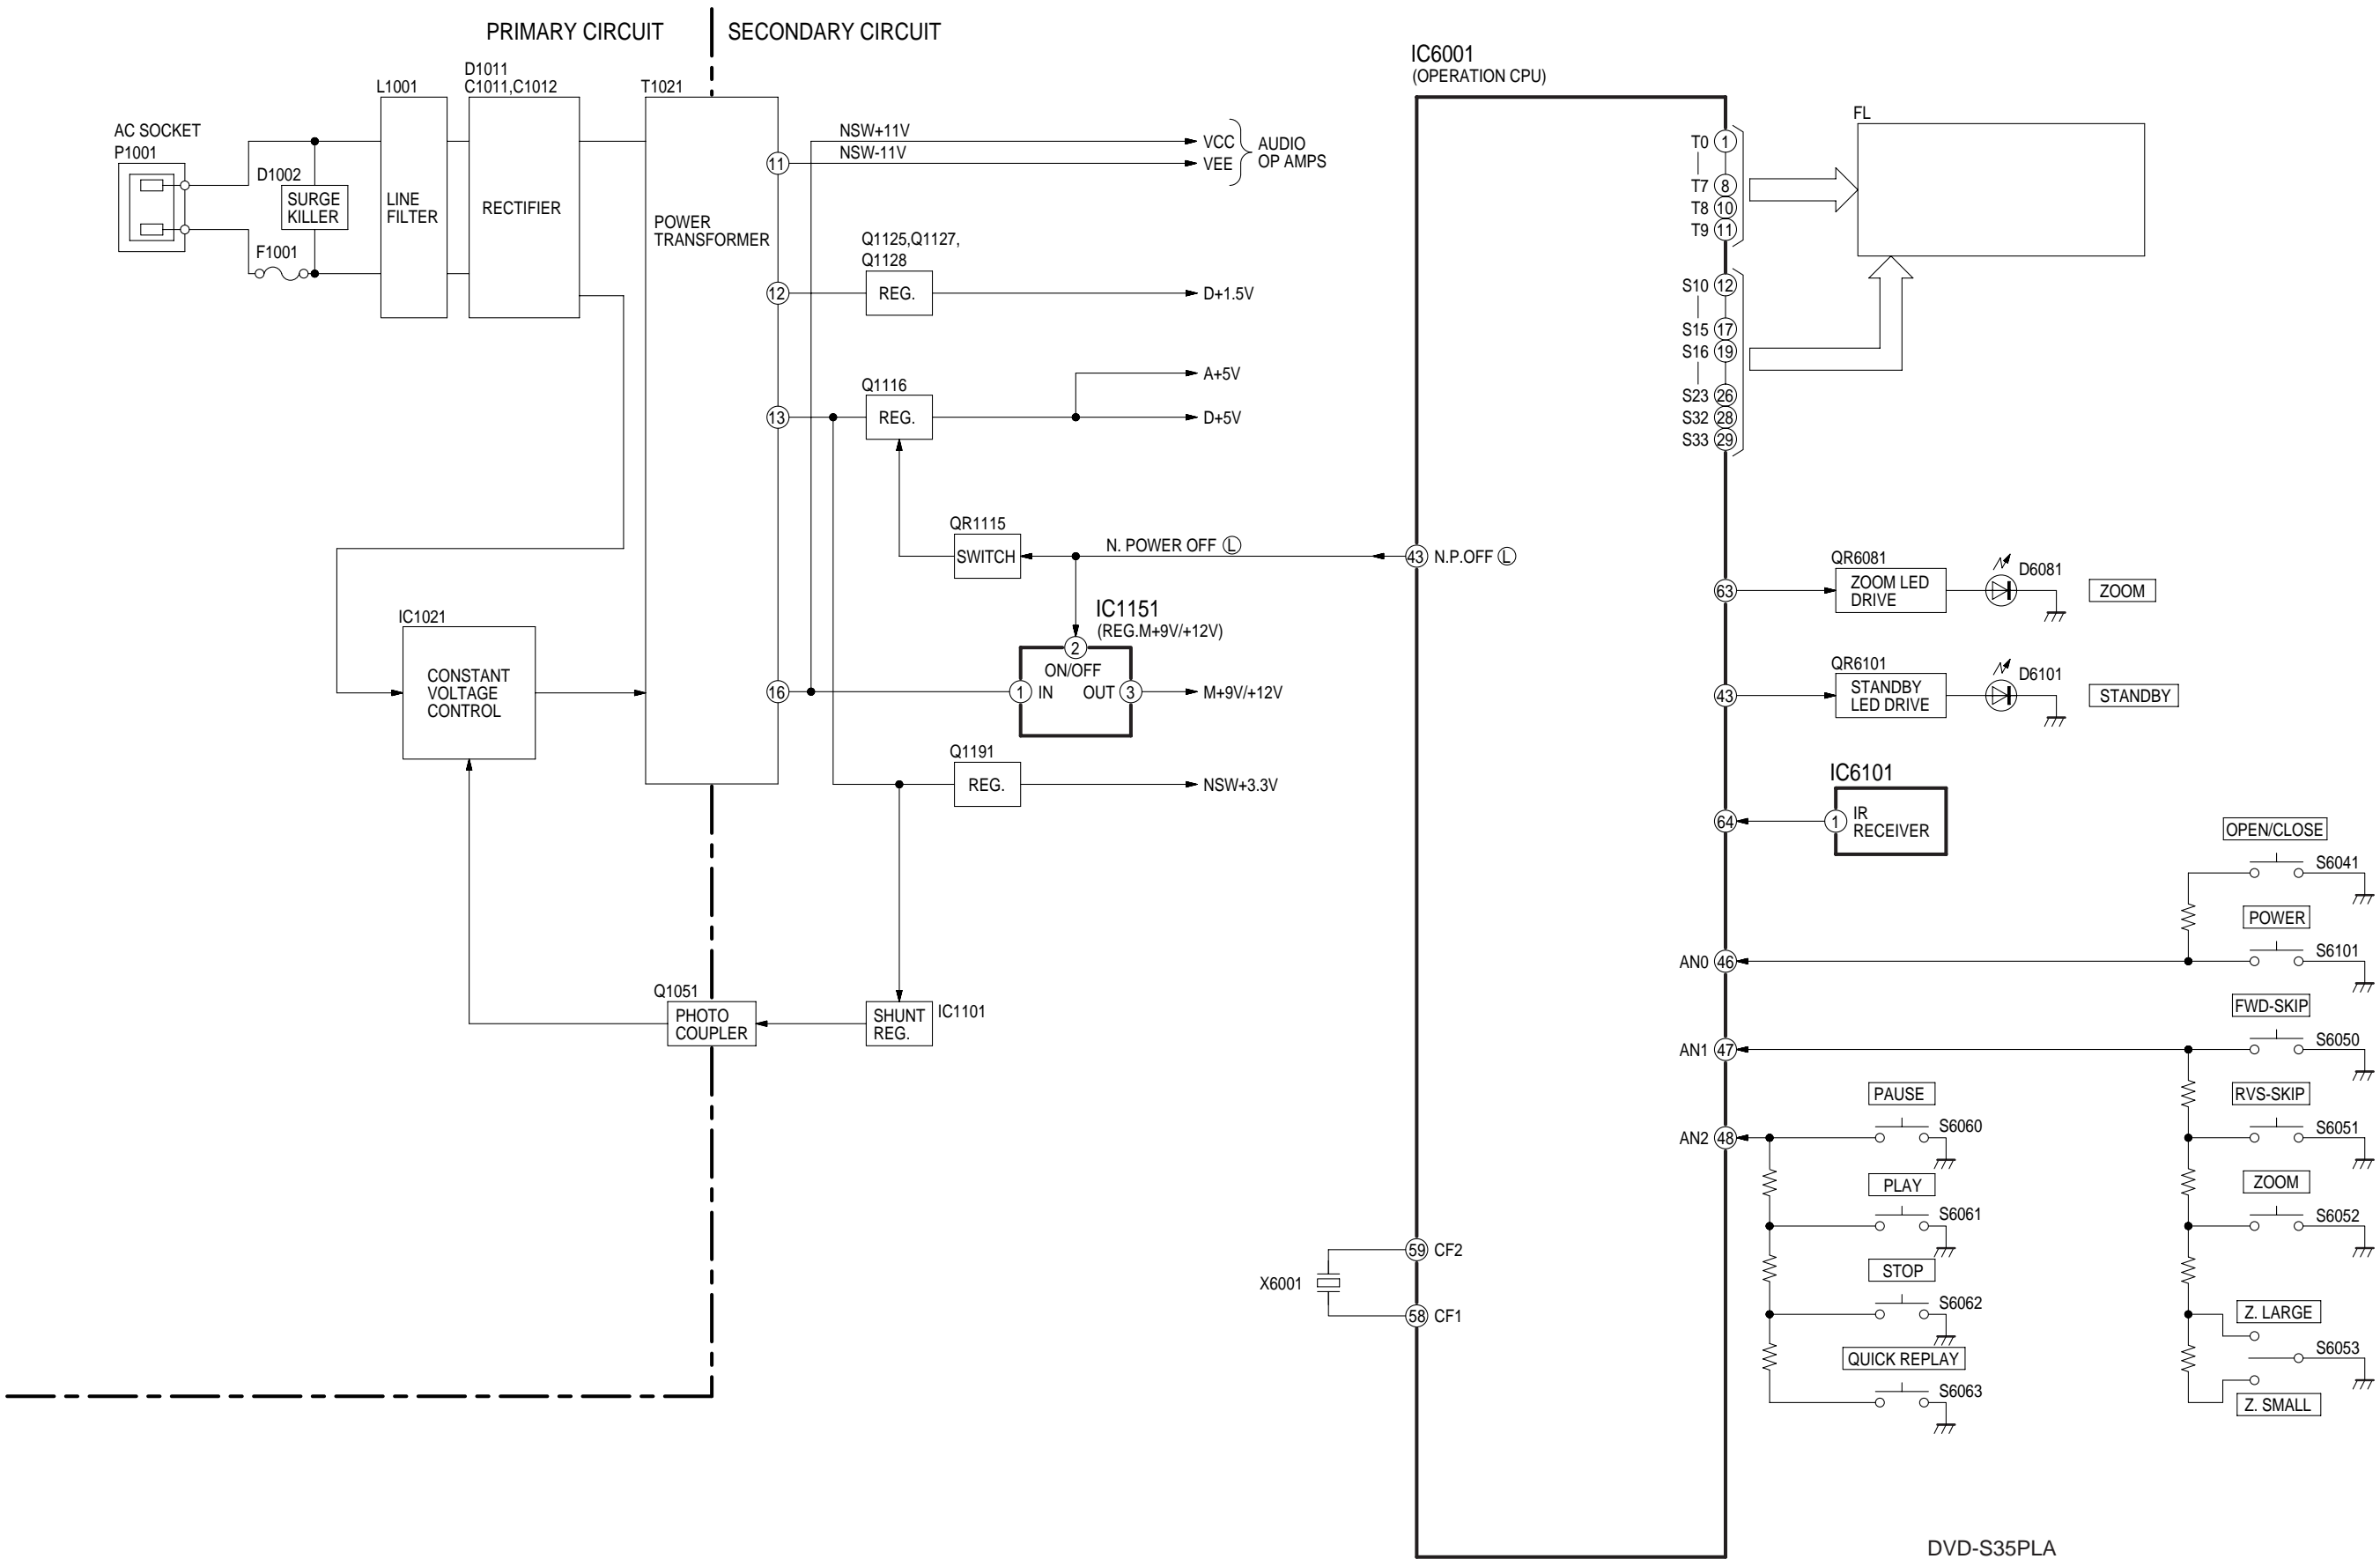 PRIMARY CIRCUIT
SECONDARY CIRCUIT
AC SOCKET
P1001
D1002
SURGE
KILLER
F1001
L1001
LINE
FILTER
D1011
C1011,C1012
RECTIFIER
T1021
POWER
TRANSFORMER
11
12
13
16
NSW+11V
NSW-11V
VCC
VEE
AUDIO
OP AMPS
Q1125,Q1127,
Q1128
REG.
D+1.5V
Q1116
REG.
A+5V
D+5V
QR1115
SWITCH
N. POWER OFF L
IC1151
(REG.M+9V/+12V)
2
ON/OFF
1 IN
OUT 3
M+9V/+12V
Q1191
REG.
NSW+3.3V
IC1021
CONSTANT
VOLTAGE
CONTROL
Q1051
PHOTO
COUPLER
SHUNT
REG.
IC1101
IC6001
(OPERATION CPU)
T0 1
T7 8
T8 10
T9 11
S10 12
S15 17
S16 19
S23 26
S32 28
S33 29
FL
43 N.P.OFF L
63
QR6081
ZOOM LED
DRIVE
D6081
ZOOM
43
QR6101
STANDBY
LED DRIVE
D6101
STANDBY
64
IC6101
1
IR
RECEIVER
OPEN/CLOSE
S6041
POWER
S6101
AN0 46
FWD-SKIP
S6050
AN1 47
RVS-SKIP
S6051
ZOOM
S6052
Z. LARGE
S6053
Z. SMALL
AN2 48
PAUSE
S6060
PLAY
S6061
STOP
S6062
QUICK REPLAY
S6063
X6001
59 CF2
58 CF1
DVD-S35PLA